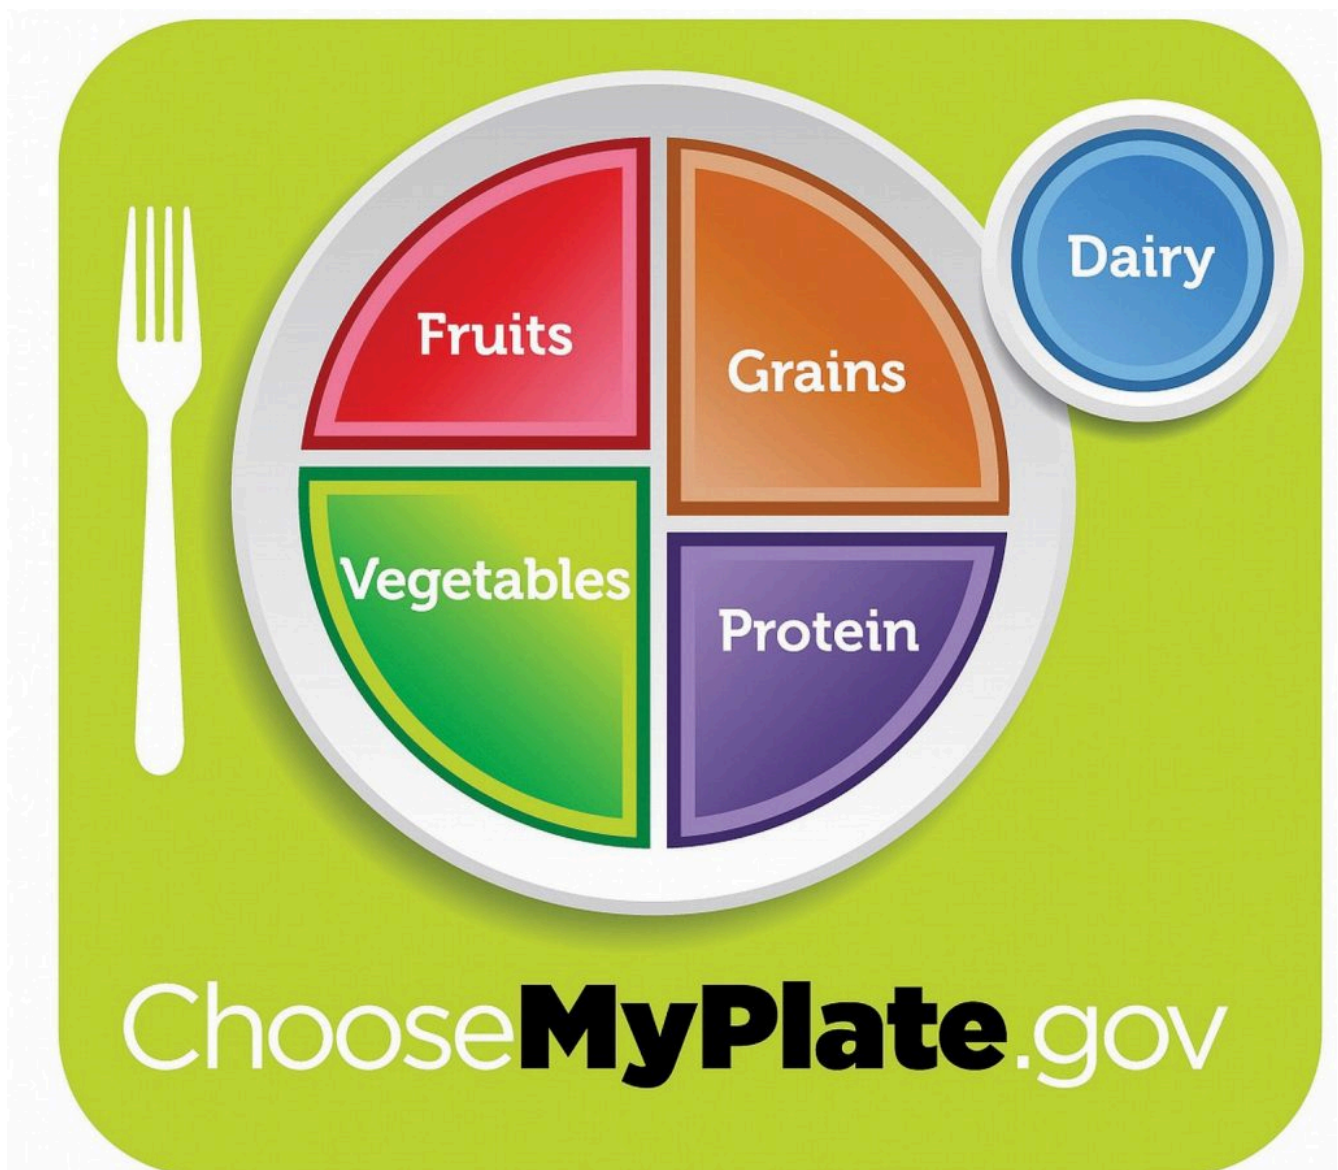 Fruits
Grains
Dairy
Vegetables
Protein
ChooseMyPlate.gov